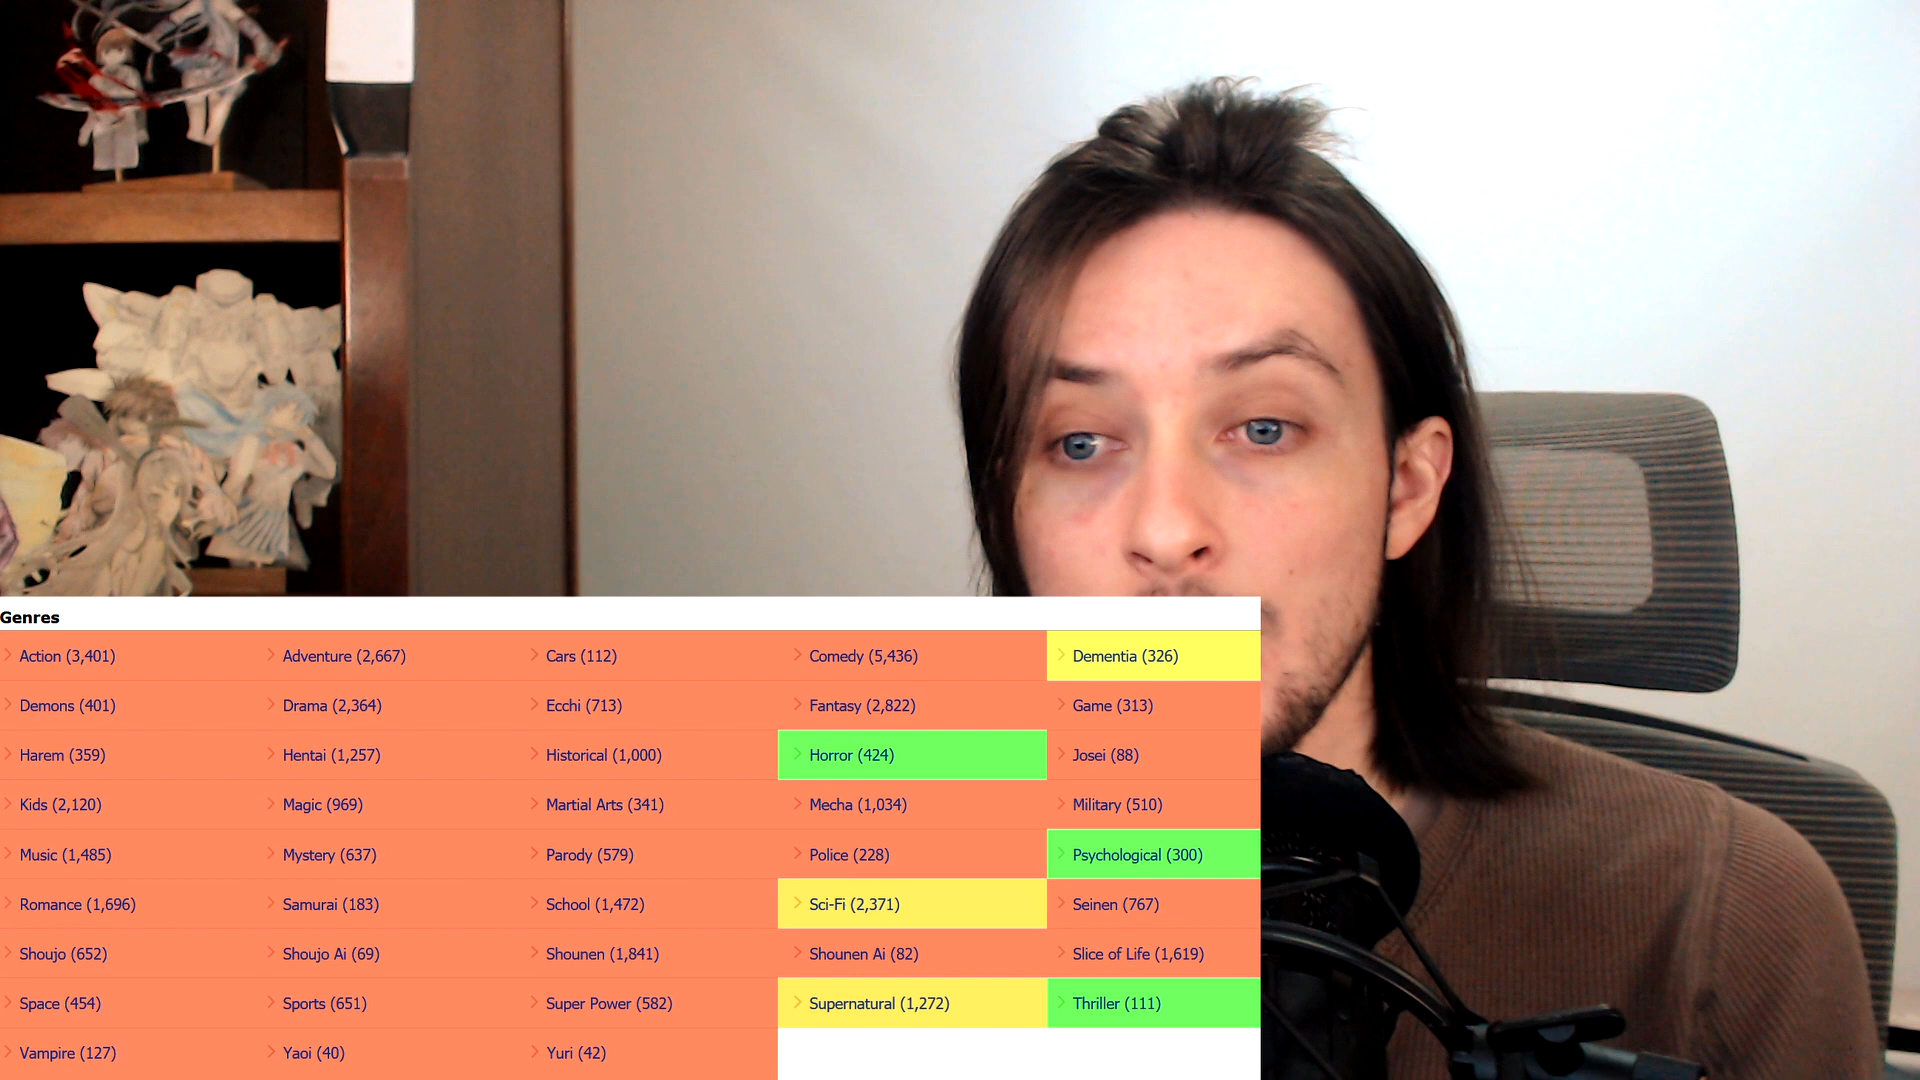 Genres
Action (3,401) Adventure (2,667) Cars (112) Comedy (5,436) Dementia (326)
Demons (401) Drama (2,364) Ecchi (713) Fantasy (2,822) Game (313)
Harem (359) Hentai (1,257) Historical (1,000) Horror (424) Josei (88)
Kids (2,120) Magic (969) Martial Arts (341) Mecha (1,034) Military (510)
Music (1,485) Mystery (637) Parody (579) Police (228) Psychological (300)
Romance (1,696) Samurai (183) School (1,472) Sci-Fi (2,371) Seinen (767)
Shoujo (652) Shoujo Ai (69) Shounen (1,841) Shounen Ai (82) Slice of Life (1,619)
Space (454) Sports (651) Super Power (582) Supernatural (1,272) Thriller (111)
Vampire (127) Yaoi (40) Yuri (42)